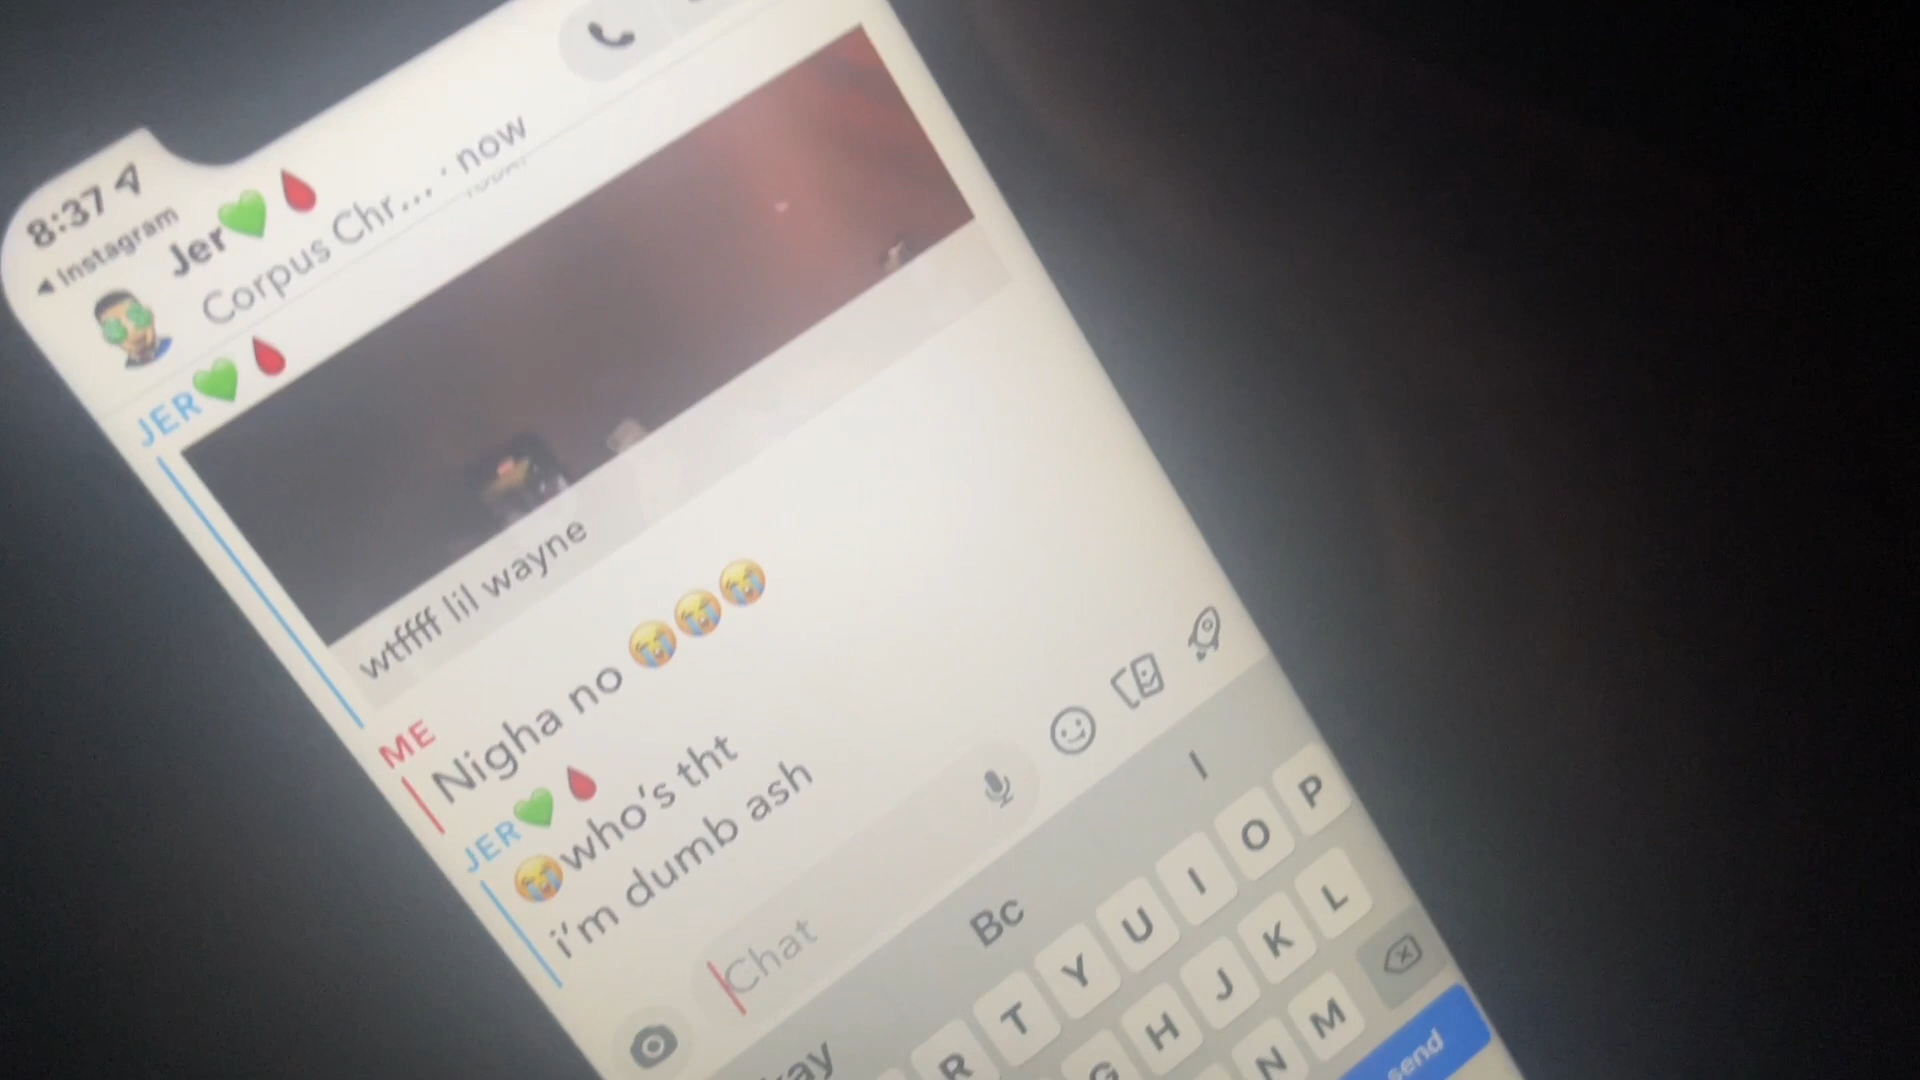 8:37
◀ Instagram
Jer💚🩸
Corpus Chr... · now
JER💚🩸
wtffff lil wayne
ME
Nigha no 😭😭😭
JER💚🩸
😭who's tht
i'm dumb ash
Chat
Bc
I
R T Y U I O P
G H J K L
N M
send